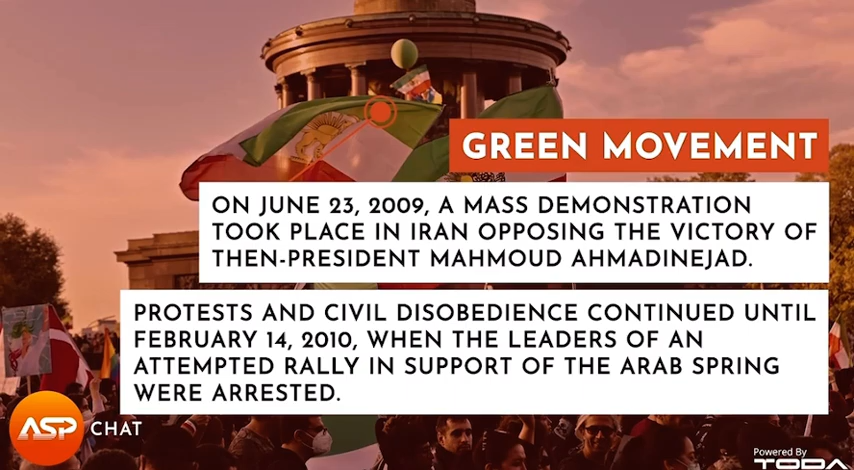 GREEN MOVEMENT
ON JUNE 23, 2009, A MASS DEMONSTRATION
TOOK PLACE IN IRAN OPPOSING THE VICTORY OF
THEN-PRESIDENT MAHMOUD AHMADINEJAD.
PROTESTS AND CIVIL DISOBEDIENCE CONTINUED UNTIL
FEBRUARY 14, 2010, WHEN THE LEADERS OF AN
ATTEMPTED RALLY IN SUPPORT OF THE ARAB SPRING
WERE ARRESTED.
ASP CHAT
Powered By
TODA